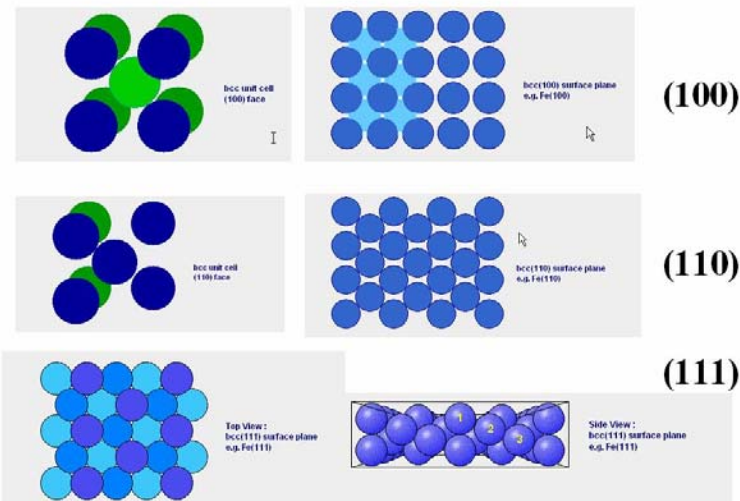 bcc unit cell
(100) face
bcc(100) surface plane
e.g. Fe(100)
(100)
bcc unit cell
(110) face
bcc(110) surface plane
e.g. Fe(110)
(110)
(111)
Top View :
bcc(111) surface plane
e.g. Fe(111)
1
2
3
Side View :
bcc(111) surface plane
e.g. Fe(111)